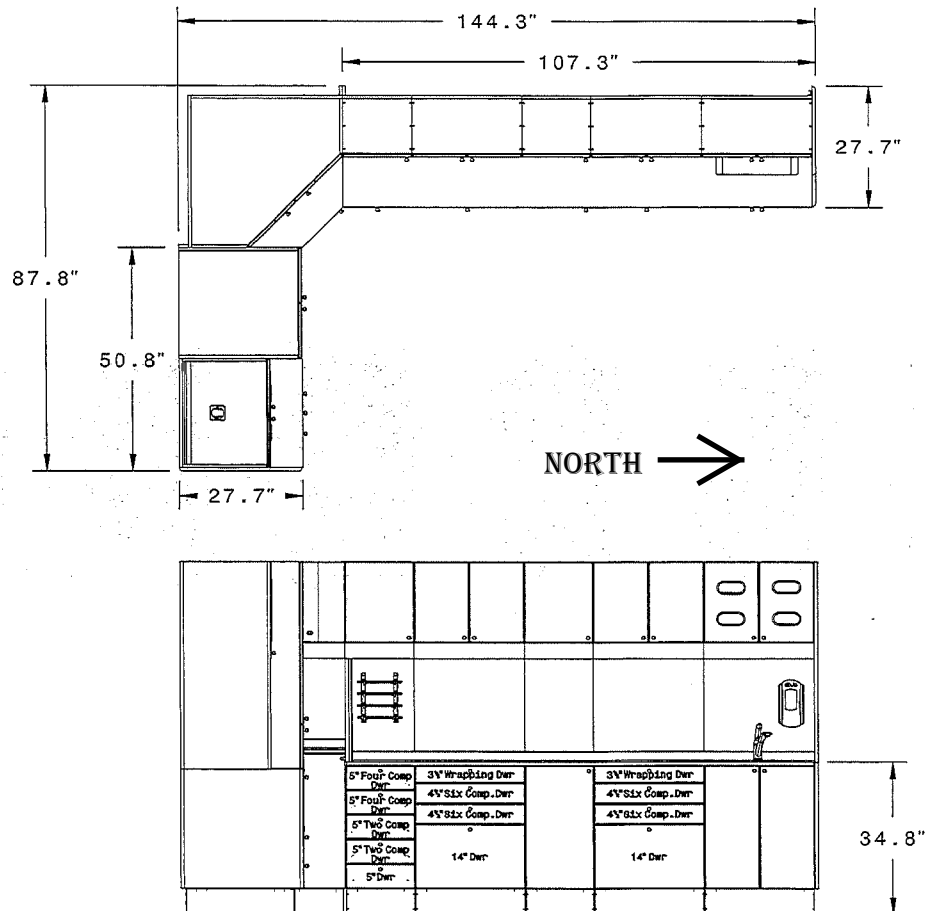 144.3"
107.3"
27.7"
87.8"
50.8"
NORTH
27.7"
5" Four Comp
Dwr
5" Four Comp
Dwr
5" Two Comp
Dwr
5" Two Comp
Dwr
5" Dwr
3½" Wrapping Dwr
4½" Six Comp.Dwr
4½" Six Comp.Dwr
14" Dwr
3½" Wrapping Dwr
4½" Six Comp.Dwr
4½" Six Comp.Dwr
14" Dwr
34.8"